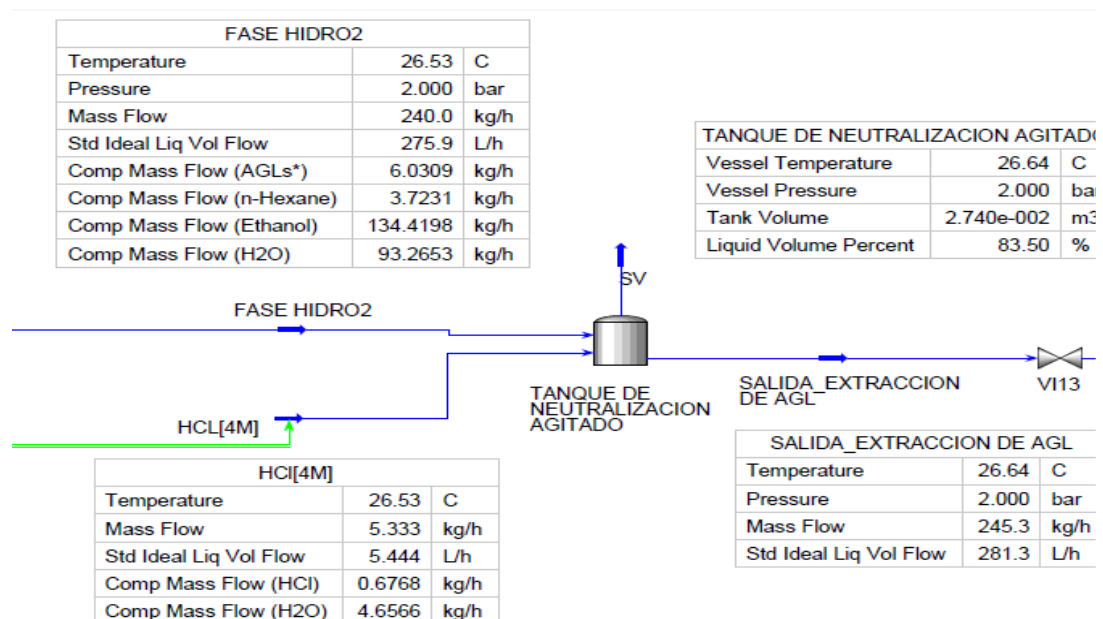 FASE HIDRO2
Temperature 26.53 C
Pressure 2.000 bar
Mass Flow 240.0 kg/h
Std Ideal Liq Vol Flow 275.9 L/h
Comp Mass Flow (AGLs*) 6.0309 kg/h
Comp Mass Flow (n-Hexane) 3.7231 kg/h
Comp Mass Flow (Ethanol) 134.4198 kg/h
Comp Mass Flow (H2O) 93.2653 kg/h
TANQUE DE NEUTRALIZACION AGITADO
Vessel Temperature 26.64 C
Vessel Pressure 2.000 bar
Tank Volume 2.740e-002 m3
Liquid Volume Percent 83.50 %
SV
FASE HIDRO2
TANQUE DE
NEUTRALIZACION
AGITADO
SALIDA_EXTRACCION
DE AGL
VI13
HCL[4M]
HCl[4M]
Temperature 26.53 C
Mass Flow 5.333 kg/h
Std Ideal Liq Vol Flow 5.444 L/h
Comp Mass Flow (HCl) 0.6768 kg/h
Comp Mass Flow (H2O) 4.6566 kg/h
SALIDA_EXTRACCION DE AGL
Temperature 26.64 C
Pressure 2.000 bar
Mass Flow 245.3 kg/h
Std Ideal Liq Vol Flow 281.3 L/h